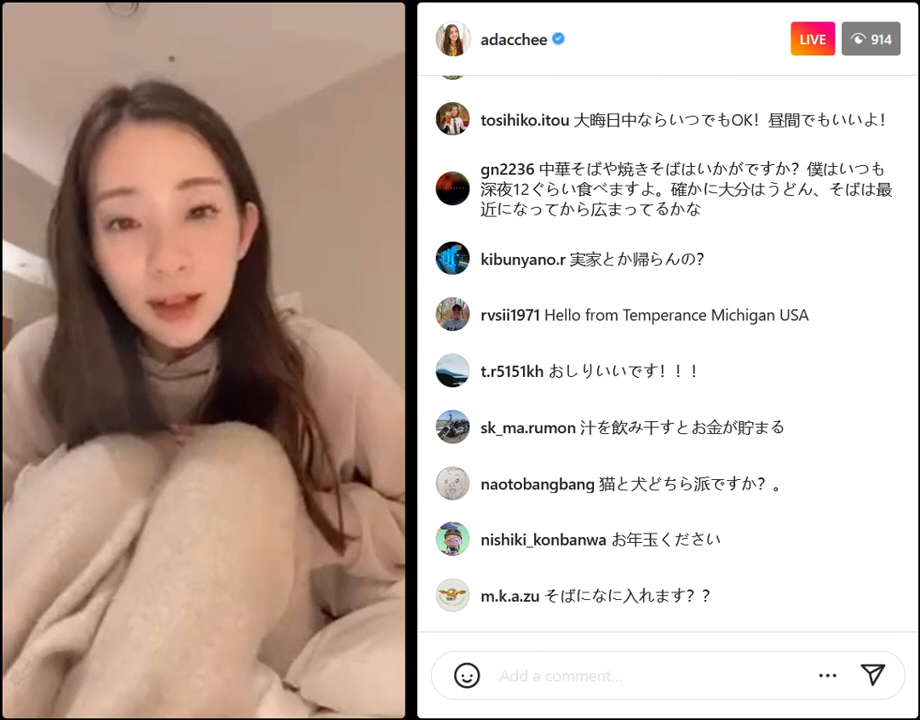 adacchee
LIVE
914
tosihiko.itou 大晦日中ならいつでもOK！昼間でもいいよ！
gn2236 中華そばや焼きそばはいかがですか？僕はいつも
深夜12ぐらい食べますよ。確かに大分はうどん、そばは最
近になってから広まってるかな
kibunyano.r 実家とか帰らんの？
rvsii1971 Hello from Temperance Michigan USA
t.r5151kh おしりいいです！！！
sk_ma.rumon 汁を飲み干すとお金が貯まる
naotobangbang 猫と犬どちら派ですか？。
nishiki_konbanwa お年玉ください
m.k.a.zu そばになに入れます？？
Add a comment...